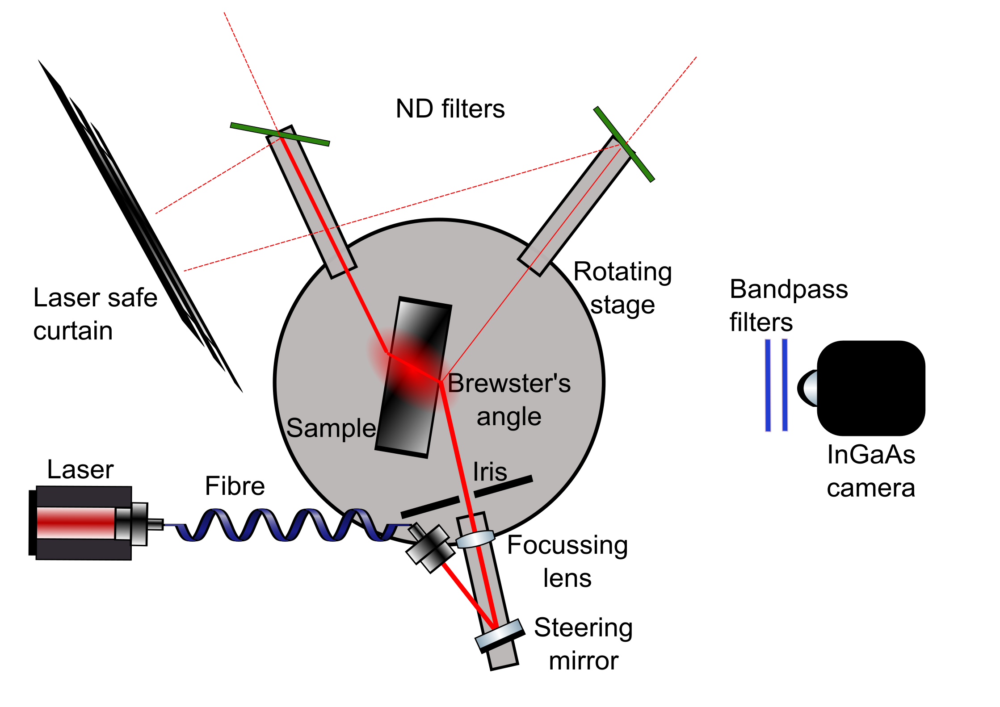 ND filters
Rotating
stage
Bandpass
filters
Laser safe
curtain
Brewster's
angle
Sample
InGaAs
camera
Laser
Fibre
Iris
Focussing
lens
Steering
mirror